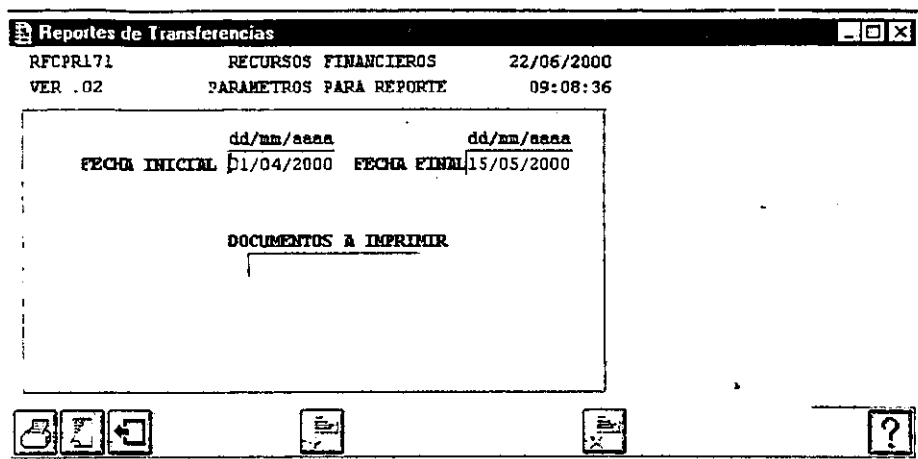 Reportes de Transferencias
RFCPR171 RECURSOS FINANCIEROS 22/06/2000
VER .02 PARAMETROS PARA REPORTE 09:08:36
dd/mm/aaaa dd/mm/aaaa
FECHA INICIAL 01/04/2000 FECHA FINAL 15/05/2000
DOCUMENTOS A IMPRIMIR